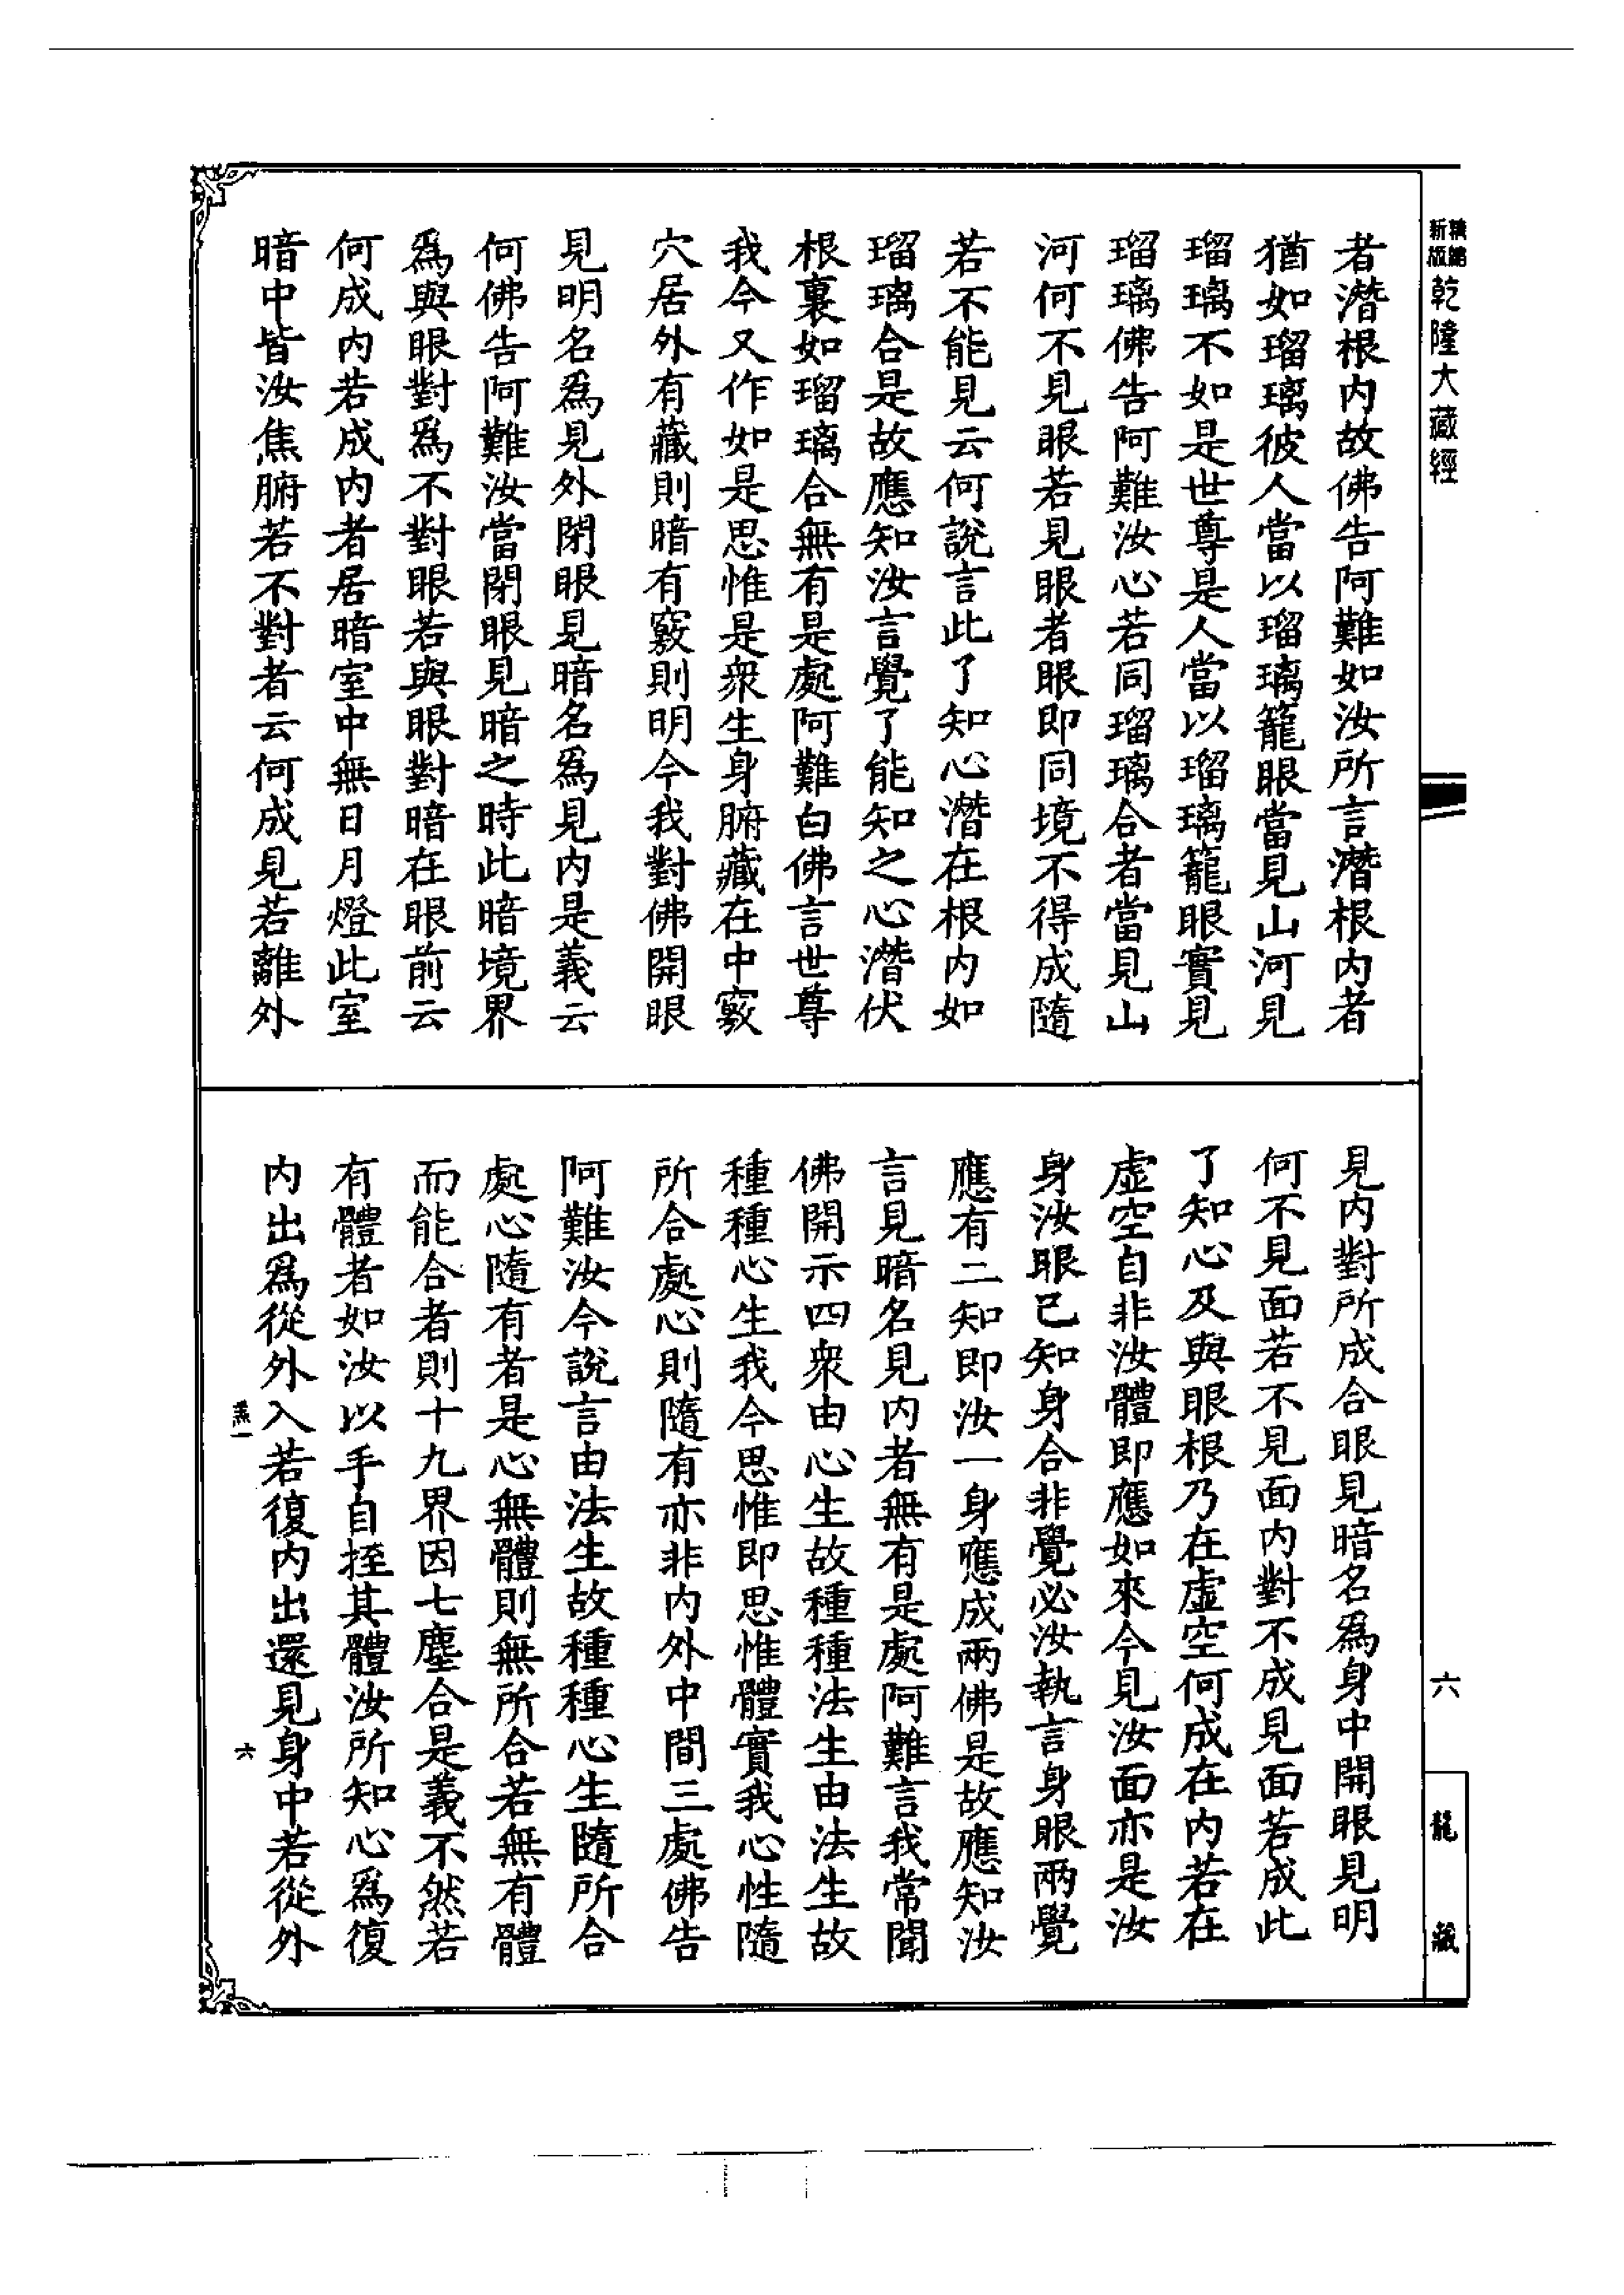 新版精縮
乾隆大藏經
者潛根内故佛告阿難如汝所言潛根内者
猶如瑠璃彼人當以瑠璃籠眼當見山河見
瑠璃不如是世尊是人當以瑠璃籠眼實見
瑠璃佛告阿難汝心若同瑠璃合者當見山
河何不見眼若見眼者眼即同境不得成隨
若不能見云何說言此了知心潛在根内如
瑠璃合是故應知汝言覺了能知之心潛伏
根裏如瑠璃合無有是處阿難白佛言世尊
我今又作如是思惟是衆生身腑藏在中竅
穴居外有藏則暗有竅則明今我對佛開眼
見明名爲見外閉眼見暗名爲見内是義云
何佛告阿難汝當閉眼見暗之時此暗境界
爲與眼對爲不對眼若與眼對暗在眼前云
何成内若成内者居暗室中無日月燈此室
暗中皆汝焦腑若不對者云何成見若離外
見内對所成合眼見暗名爲身中開眼見明
何不見面若不見面内對不成見面若成此
了知心及與眼根乃在虛空何成在内若在
虛空自非汝體即應如來今見汝面亦是汝
身汝眼已知身合非覺必汝執言身眼兩覺
應有二知即汝一身應成兩佛是故應知汝
言見暗名見内者無有是處阿難言我常聞
佛開示四衆由心生故種種法生由法生故
種種心生我今思惟即思惟體實我心性隨
所合處心則隨有亦非内外中間三處佛告
阿難汝今說言由法生故種種心生隨所合
處心隨有者是心無體則無所合若無有體
而能合者則十九界因七塵合是義不然若
有體者如汝以手自挃其體汝所知心爲復
内出爲從外入若復内出還見身中若從外
六
六
龍藏